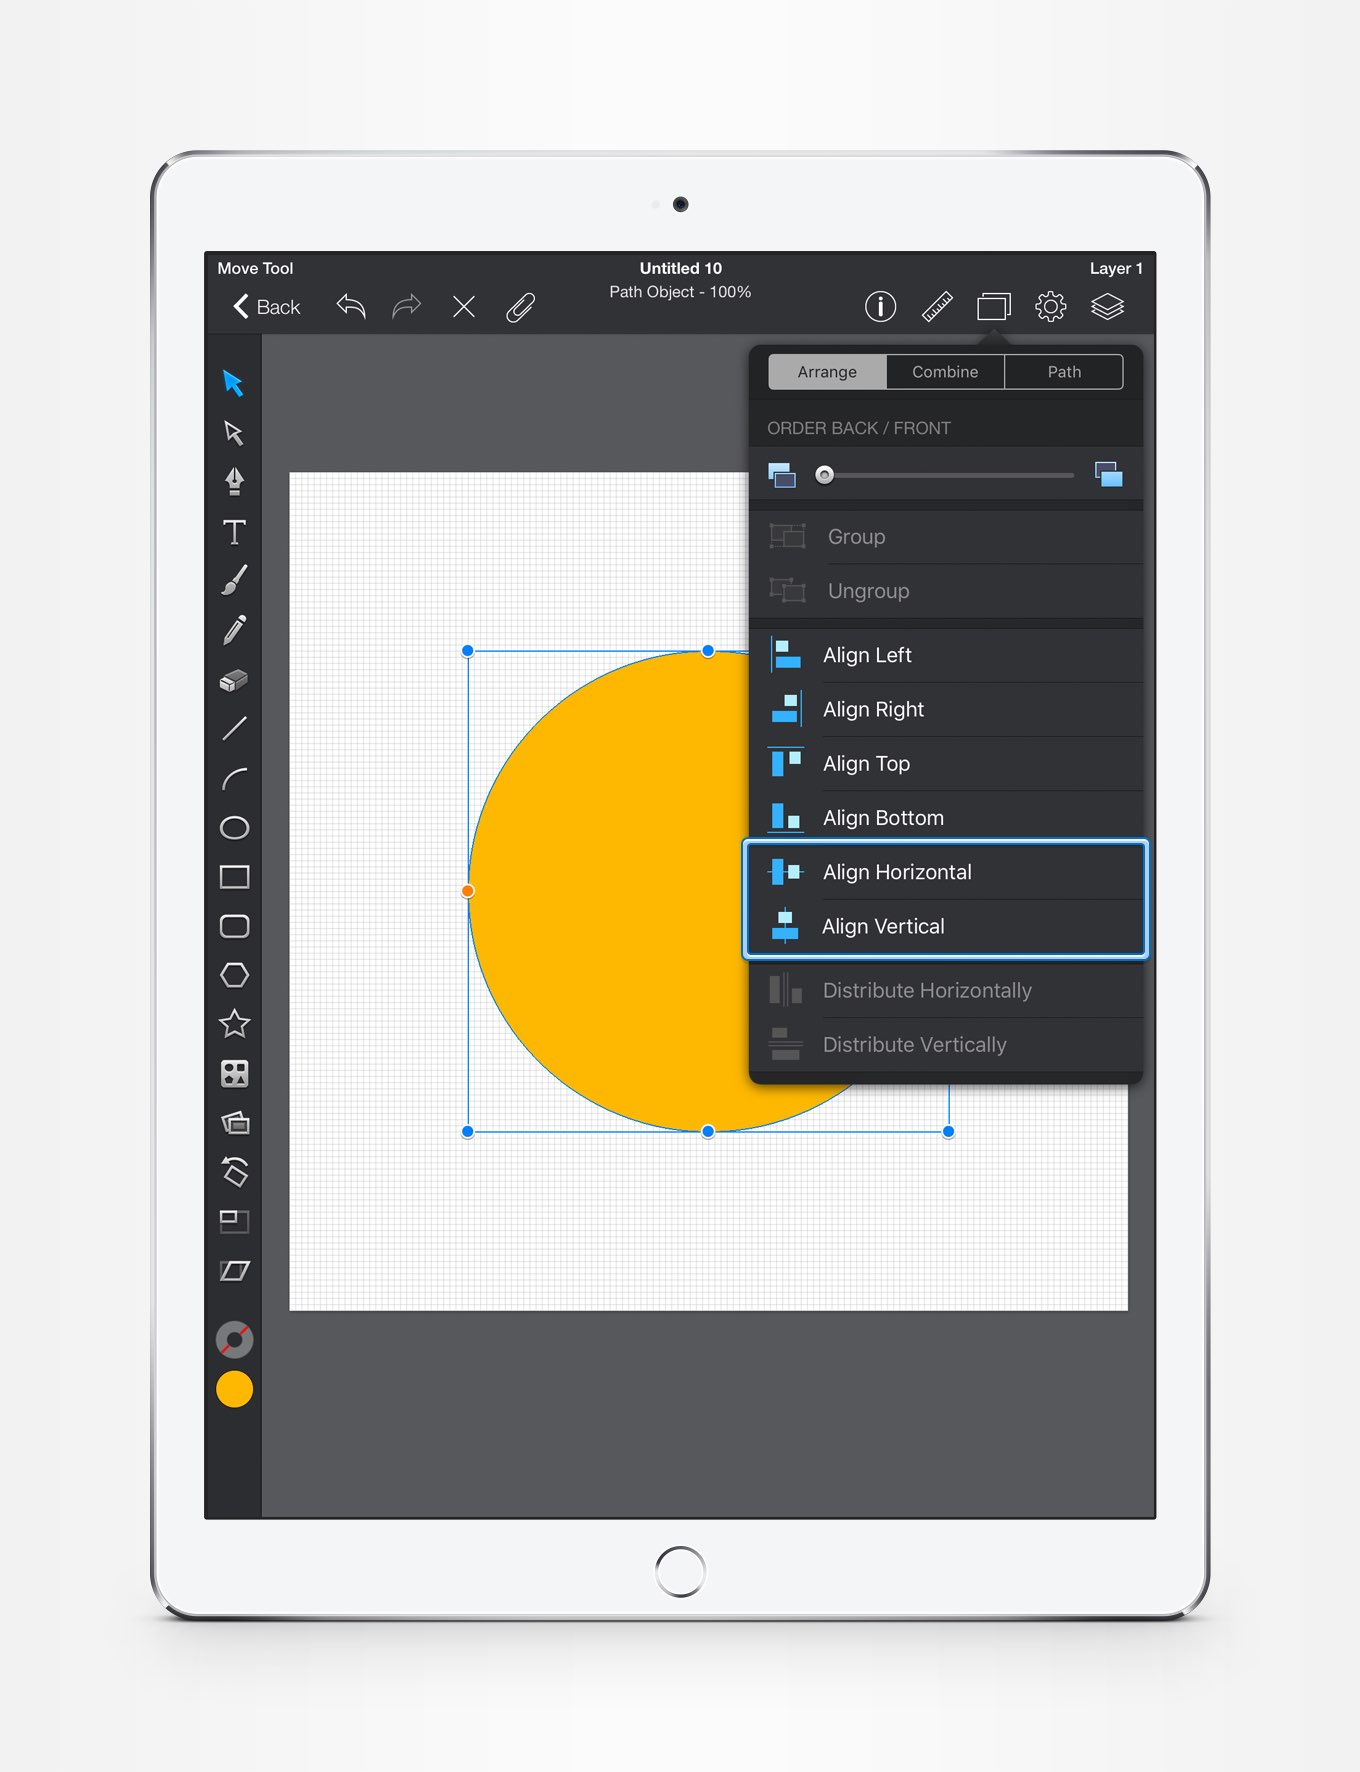 Move Tool
Untitled 10
Layer 1
Back
Path Object - 100%
Arrange
Combine
Path
ORDER BACK / FRONT
Group
Ungroup
Align Left
Align Right
Align Top
Align Bottom
Align Horizontal
Align Vertical
Distribute Horizontally
Distribute Vertically